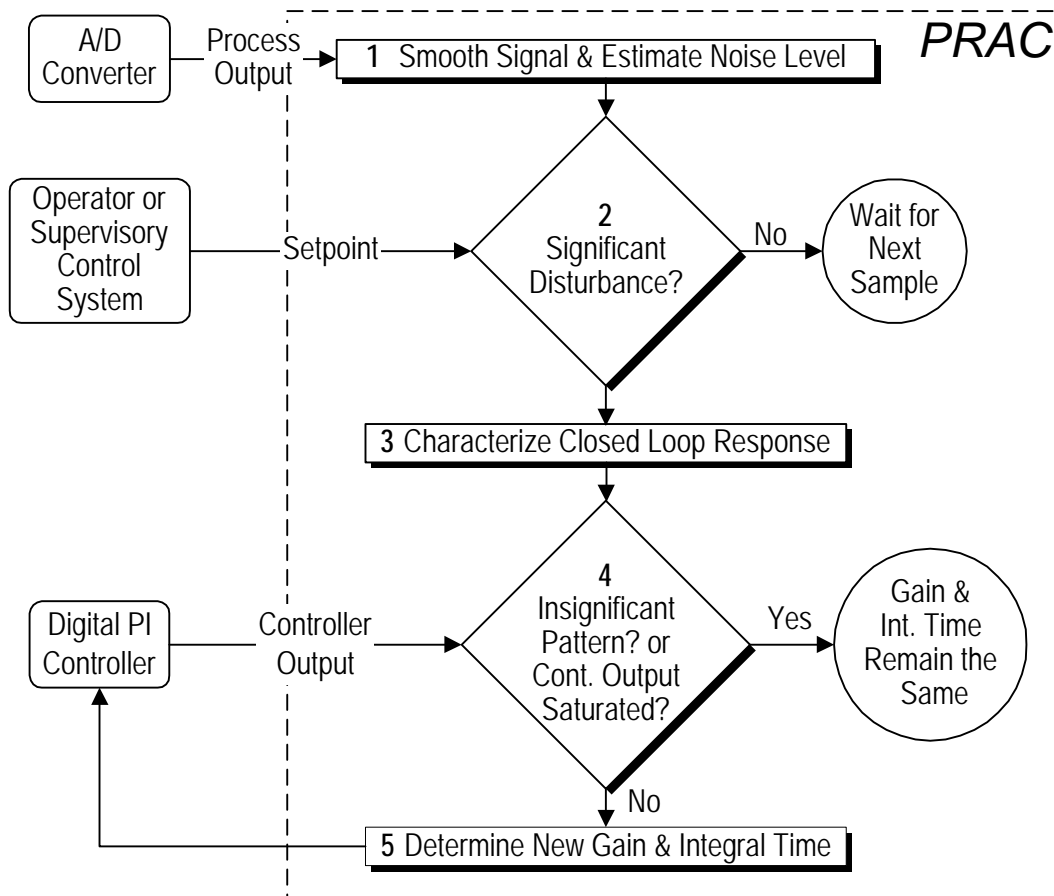 PRAC
A/D
Converter
Process
Output
1 Smooth Signal & Estimate Noise Level
Operator or
Supervisory
Control
System
Setpoint
2
Significant
Disturbance?
No
Wait for
Next
Sample
3 Characterize Closed Loop Response
Digital PI
Controller
Controller
Output
4
Insignificant
Pattern? or
Cont. Output
Saturated?
Yes
Gain &
Int. Time
Remain the
Same
No
5 Determine New Gain & Integral Time